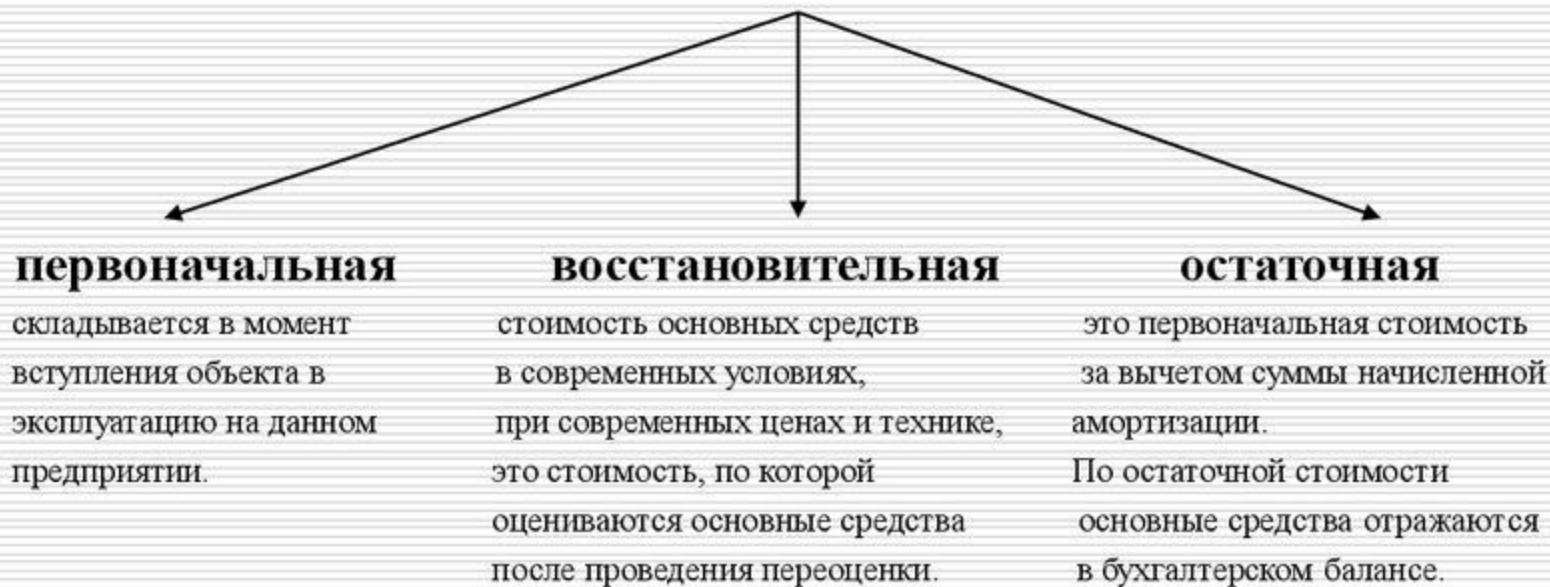 первоначальная
складывается в момент
вступления объекта в
эксплуатацию на данном
предприятии.
восстановительная
стоимость основных средств
в современных условиях,
при современных ценах и технике,
это стоимость, по которой
оцениваются основные средства
после проведения переоценки.
остаточная
это первоначальная стоимость
за вычетом суммы начисленной
амортизации.
По остаточной стоимости
основные средства отражаются
в бухгалтерском балансе.